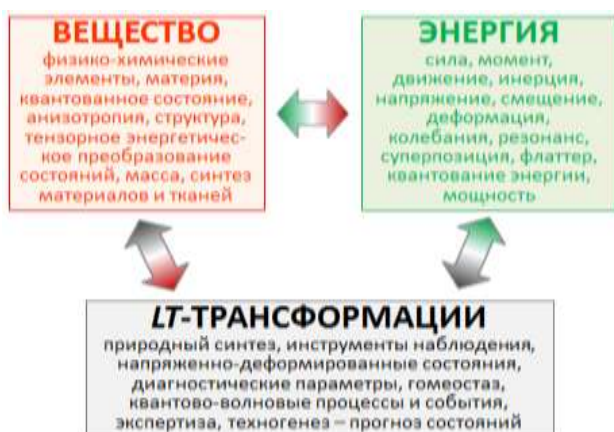 ВЕЩЕСТВО
физико-химические
элементы, материя,
квантованное состояние,
анизотропия, структура,
тензорное энергетичес-
кое преобразование
состояний, масса, синтез
материалов и тканей
ЭНЕРГИЯ
сила, момент,
движение, инерция,
напряжение, смещение,
деформация,
колебания, резонанс,
суперпозиция, флаттер,
квантование энергии,
мощность
LT-ТРАНСФОРМАЦИИ
природный синтез, инструменты наблюдения,
напряженно-деформированные состояния,
диагностические параметры, гомеостаз,
квантово-волновые процессы и события,
экспертиза, техногенез – прогноз состояний